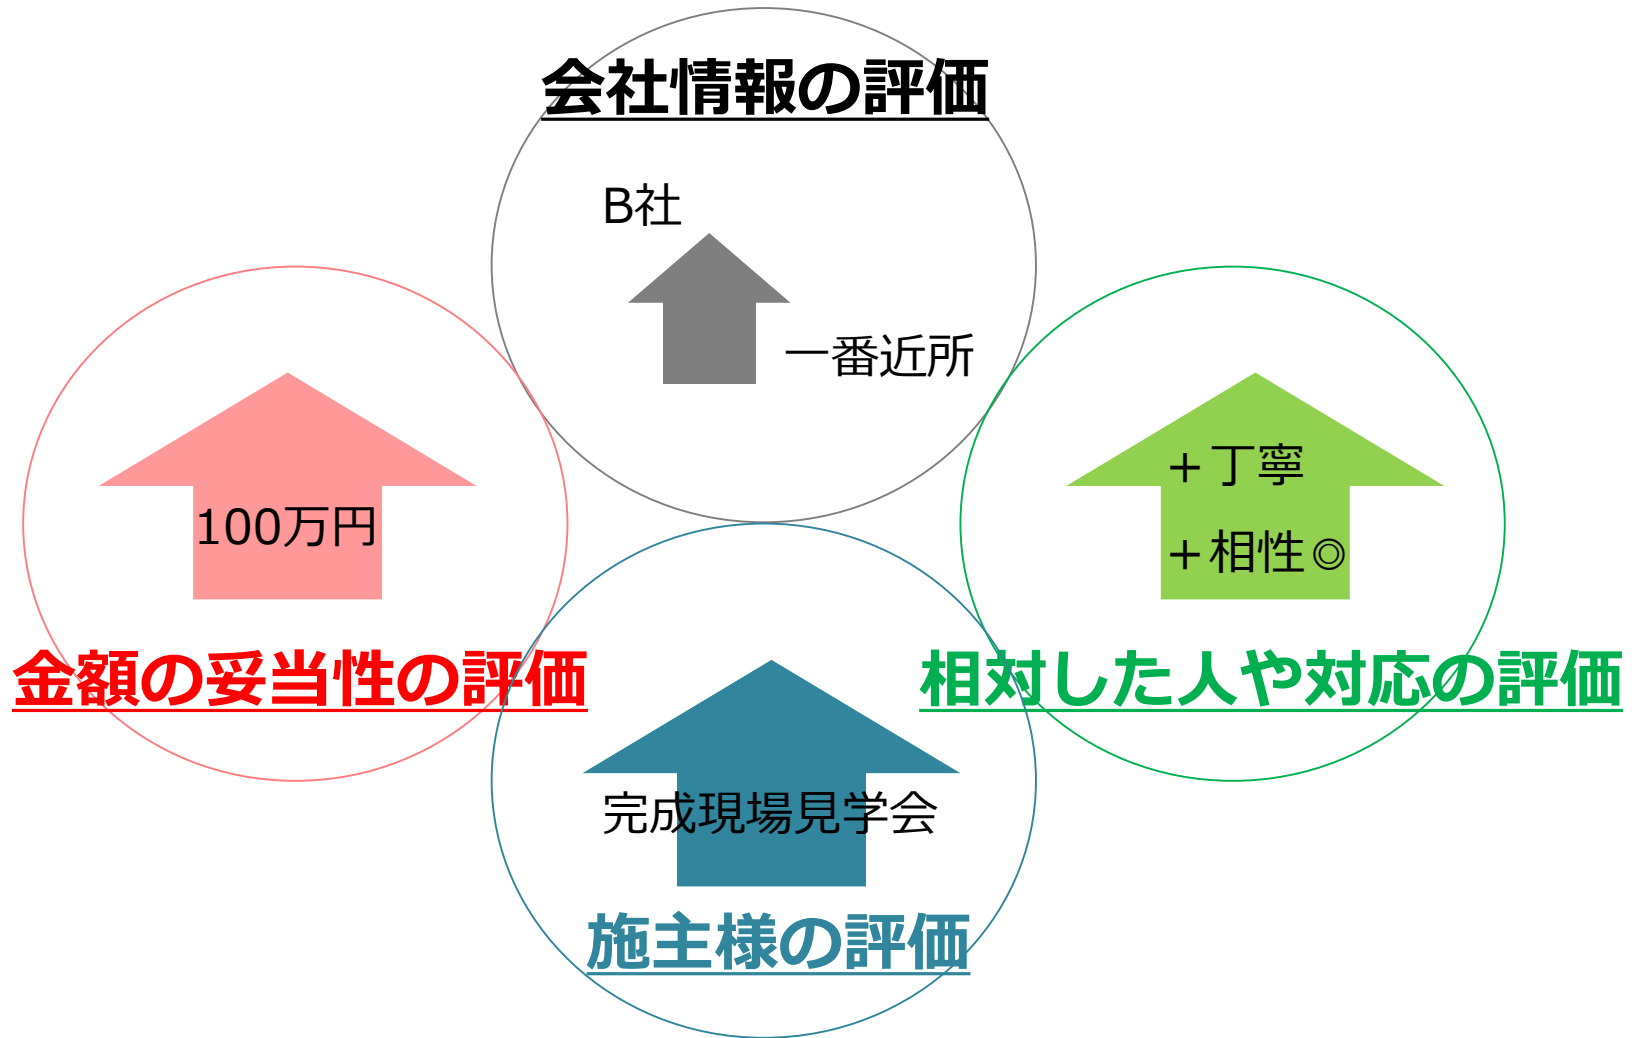 会社情報の評価
B社
一番近所
100万円
金額の妥当性の評価
+丁寧
+相性◎
相対した人や対応の評価
完成現場見学会
施主様の評価